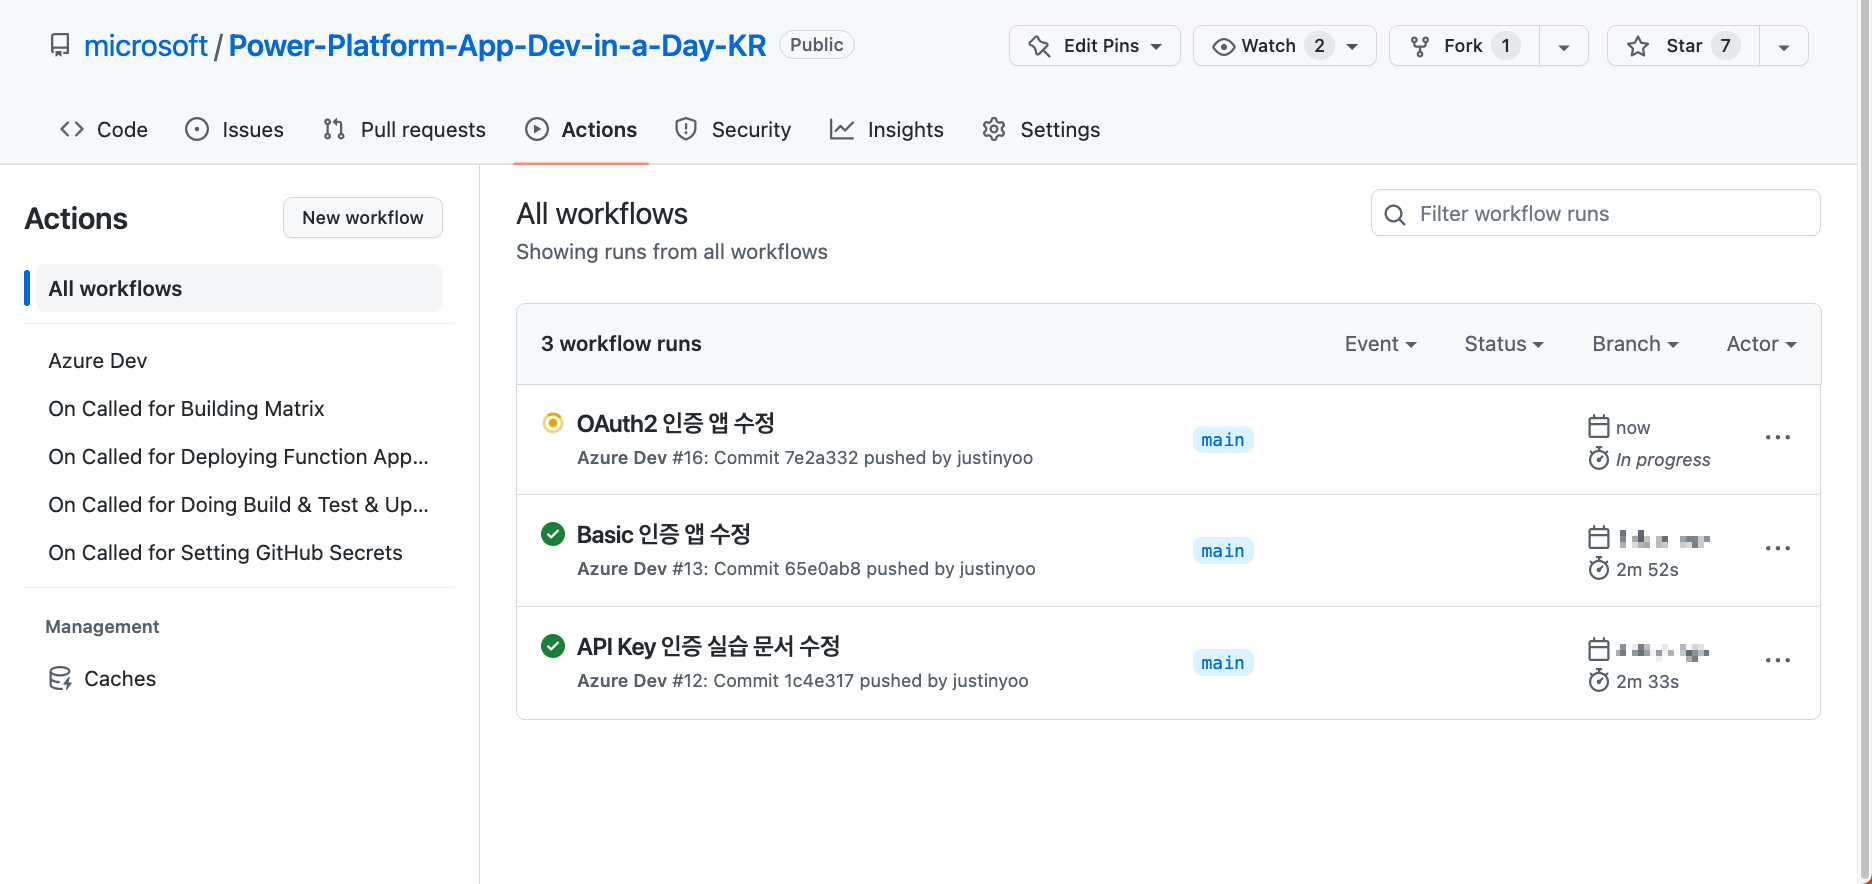 microsoft / Power-Platform-App-Dev-in-a-Day-KR Public
Edit Pins
Watch 2
Fork 1
Star 7
Code
Issues
Pull requests
Actions
Security
Insights
Settings
Actions
New workflow
All workflows
Azure Dev
On Called for Building Matrix
On Called for Deploying Function App...
On Called for Doing Build & Test & Up...
On Called for Setting GitHub Secrets
Management
Caches
All workflows
Showing runs from all workflows
Filter workflow runs
3 workflow runs
Event
Status
Branch
Actor
OAuth2 인증 앱 수정
Azure Dev #16: Commit 7e2a332 pushed by justinyoo
main
now
In progress
Basic 인증 앱 수정
Azure Dev #13: Commit 65e0ab8 pushed by justinyoo
main
2m 52s
API Key 인증 실습 문서 수정
Azure Dev #12: Commit 1c4e317 pushed by justinyoo
main
2m 33s